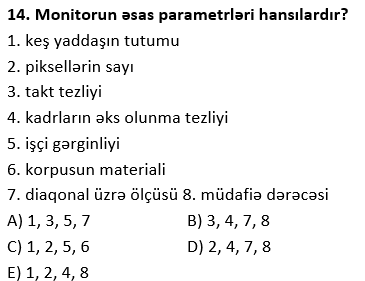 14. Monitorun əsas parametrləri hansılardır?
1. keş yaddaşın tutumu
2. piksellərin sayı
3. takt tezliyi
4. kadrların əks olunma tezliyi
5. işçi gərginliyi
6. korpusun materiali
7. diaqonal üzrə ölçüsü 8. müdafiə dərəcəsi
A) 1, 3, 5, 7 B) 3, 4, 7, 8
C) 1, 2, 5, 6 D) 2, 4, 7, 8
E) 1, 2, 4, 8